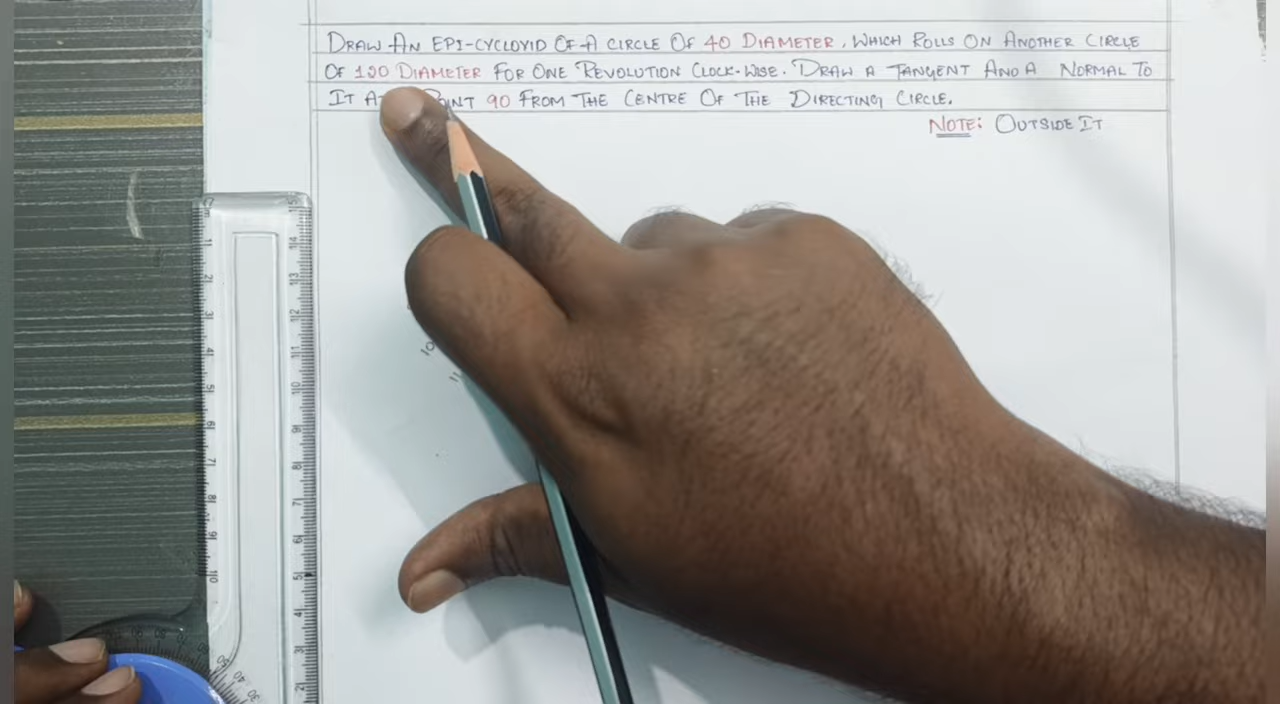 DRAW AN EPI-CYCLOYID OF A CIRCLE OF 40 DIAMETER, WHICH ROLLS ON ANOTHER CIRCLE
OF 120 DIAMETER FOR ONE REVOLUTION CLOCK-WISE. DRAW A TANGENT AND A NORMAL TO
IT 90 FROM THE CENTRE OF THE DIRECTING CIRCLE.
NOTE: OUTSIDE IT